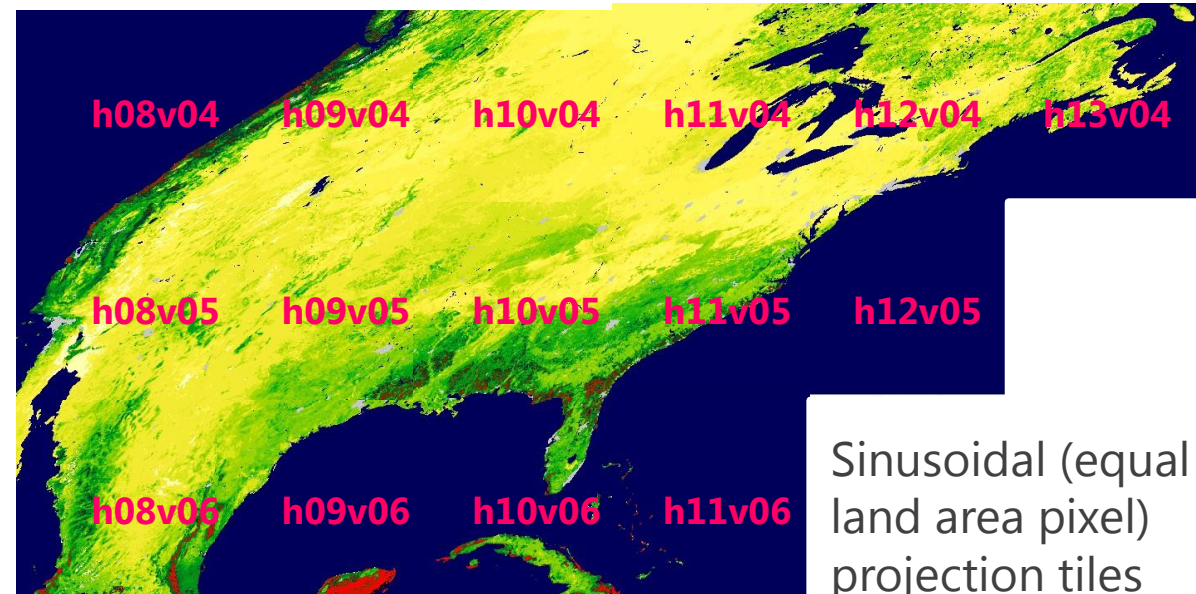 h08v04 h09v04 h10v04 h11v04 h12v04 h13v04
h08v05 h09v05 h10v05 h11v05 h12v05
h08v06 h09v06 h10v06 h11v06
Sinusoidal (equal
land area pixel)
projection tiles